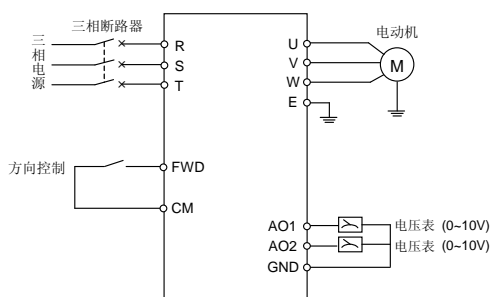 三相断路器
三相电源
R
S
T
方向控制
FWD
CM
U
V
W
E
电动机
M
AO1
电压表 (0~10V)
AO2
电压表 (0~10V)
GND